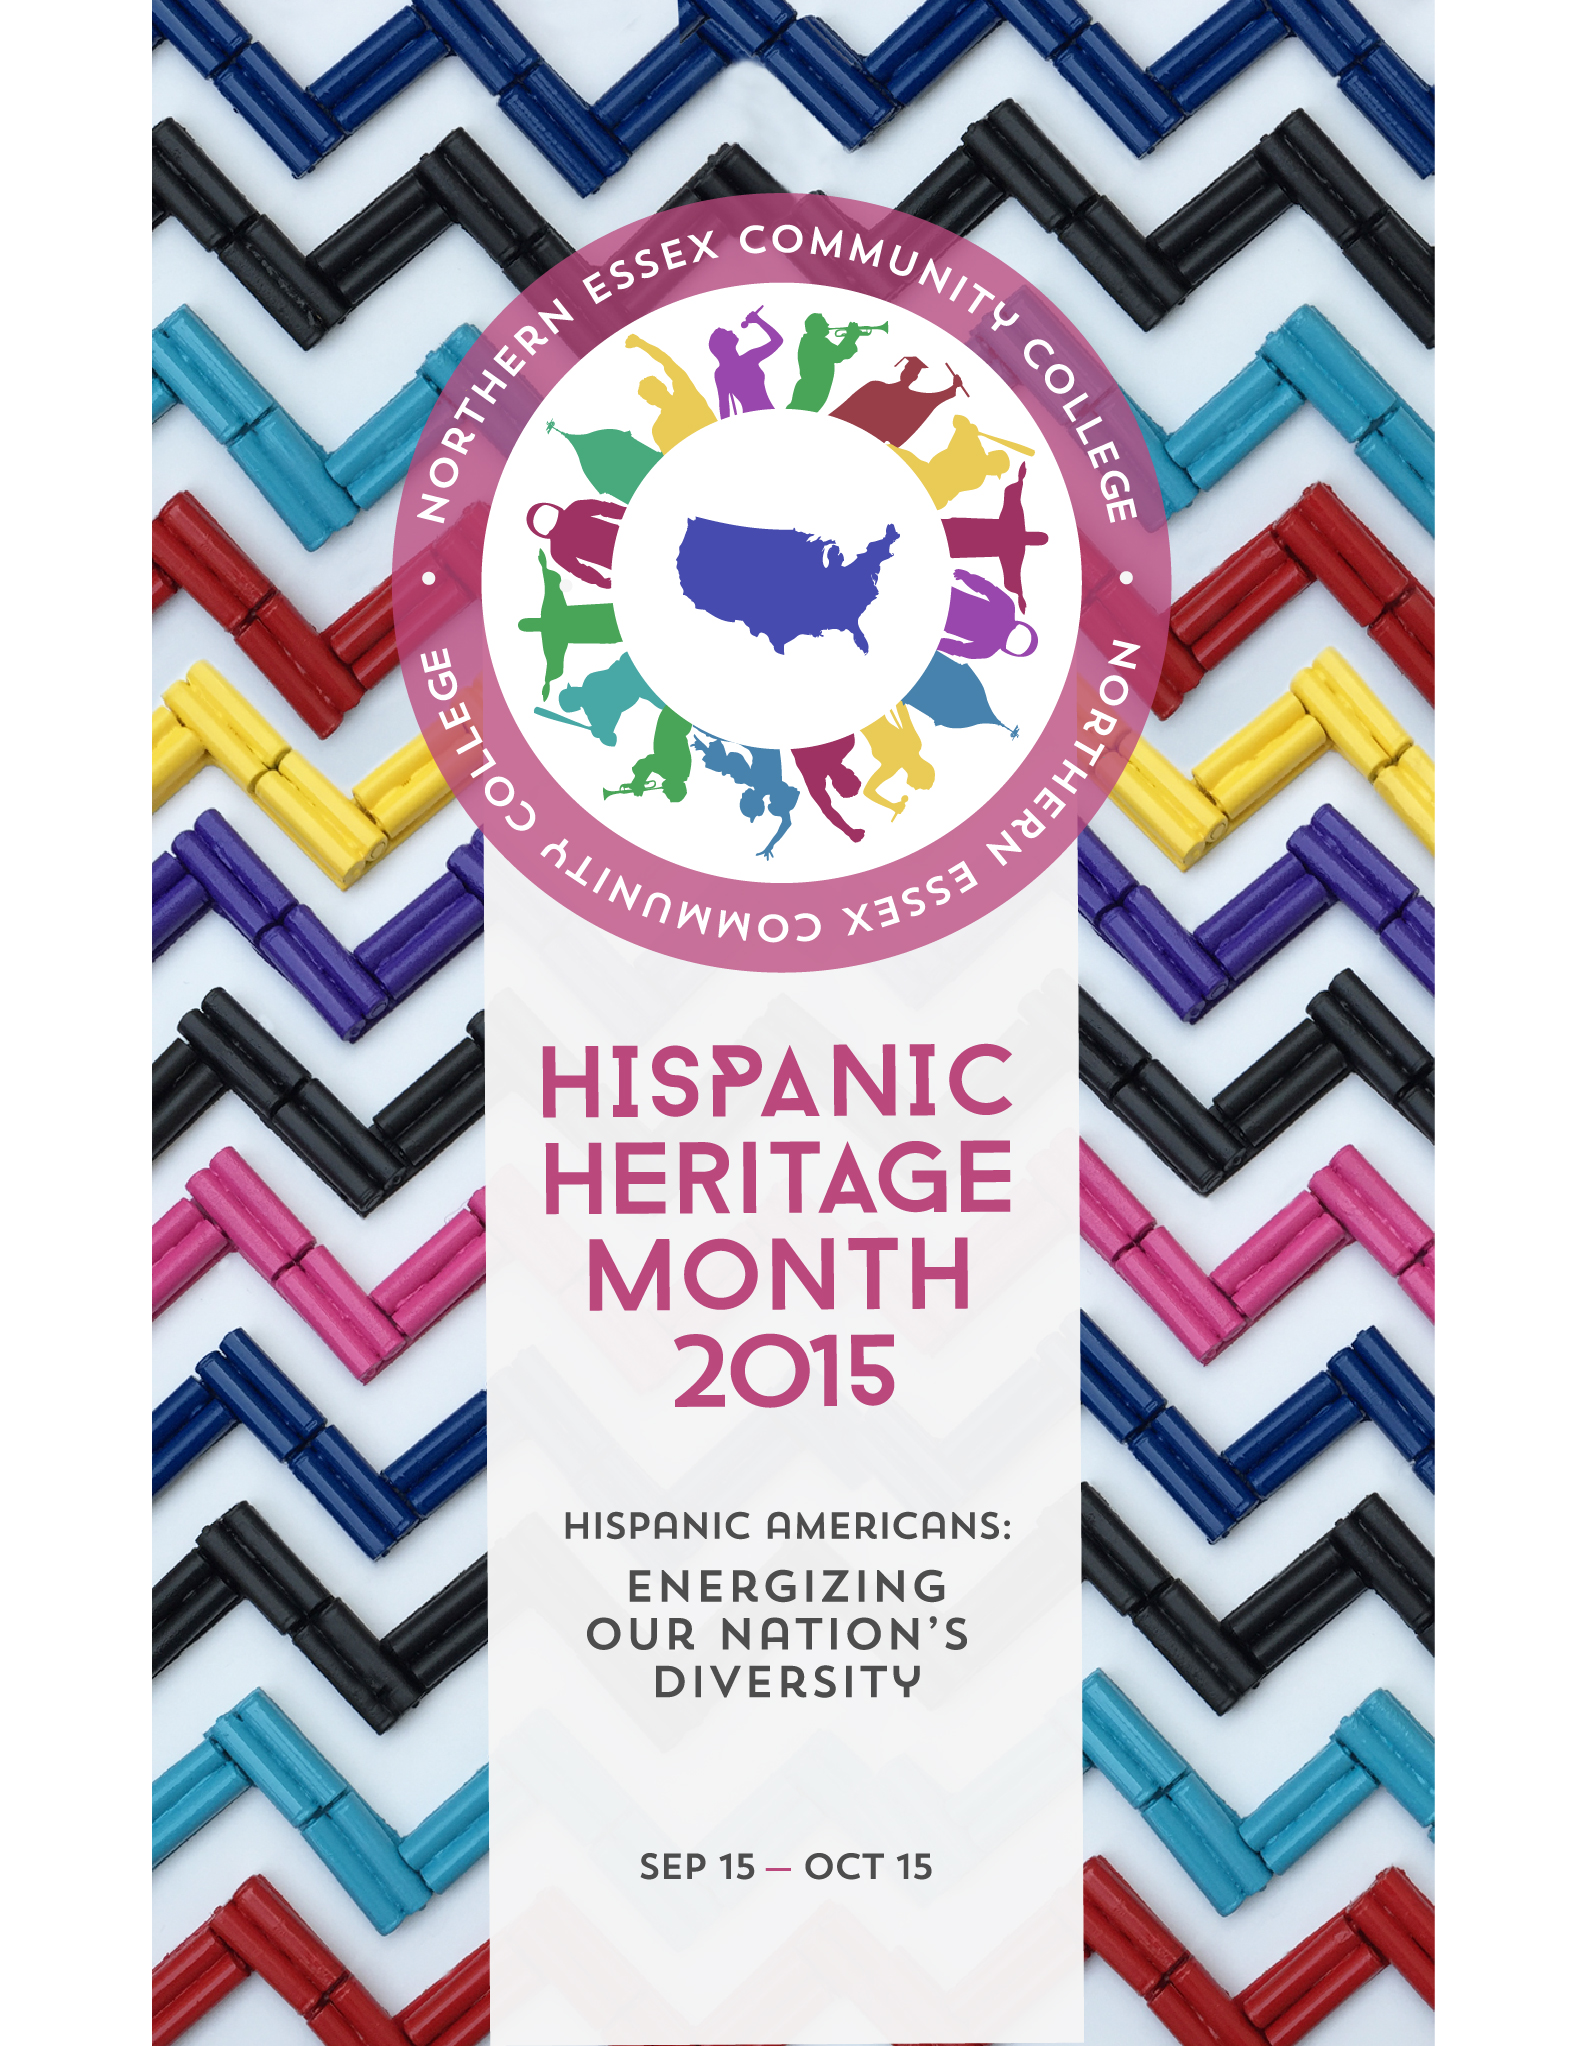 • NORTHERN ESSEX COMMUNITY COLLEGE
• NORTHERN ESSEX COMMUNITY COLLEGE
HISPANIC
HERITAGE
MONTH
2015
HISPANIC AMERICANS:
ENERGIZING
OUR NATION'S
DIVERSITY
SEP 15 — OCT 15